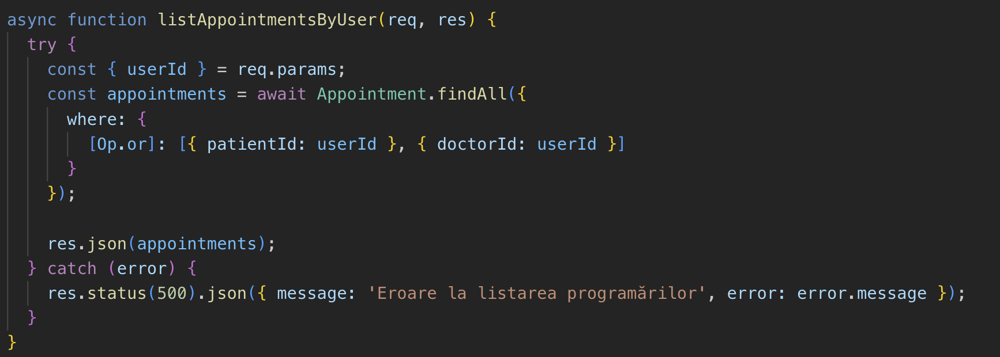 async function listAppointmentsByUser(req, res) {
  try {
    const { userId } = req.params;
    const appointments = await Appointment.findAll({
      where: {
        [Op.or]: [{ patientId: userId }, { doctorId: userId }]
      }
    });

    res.json(appointments);
  } catch (error) {
    res.status(500).json({ message: 'Eroare la listarea programărilor', error: error.message });
  }
}